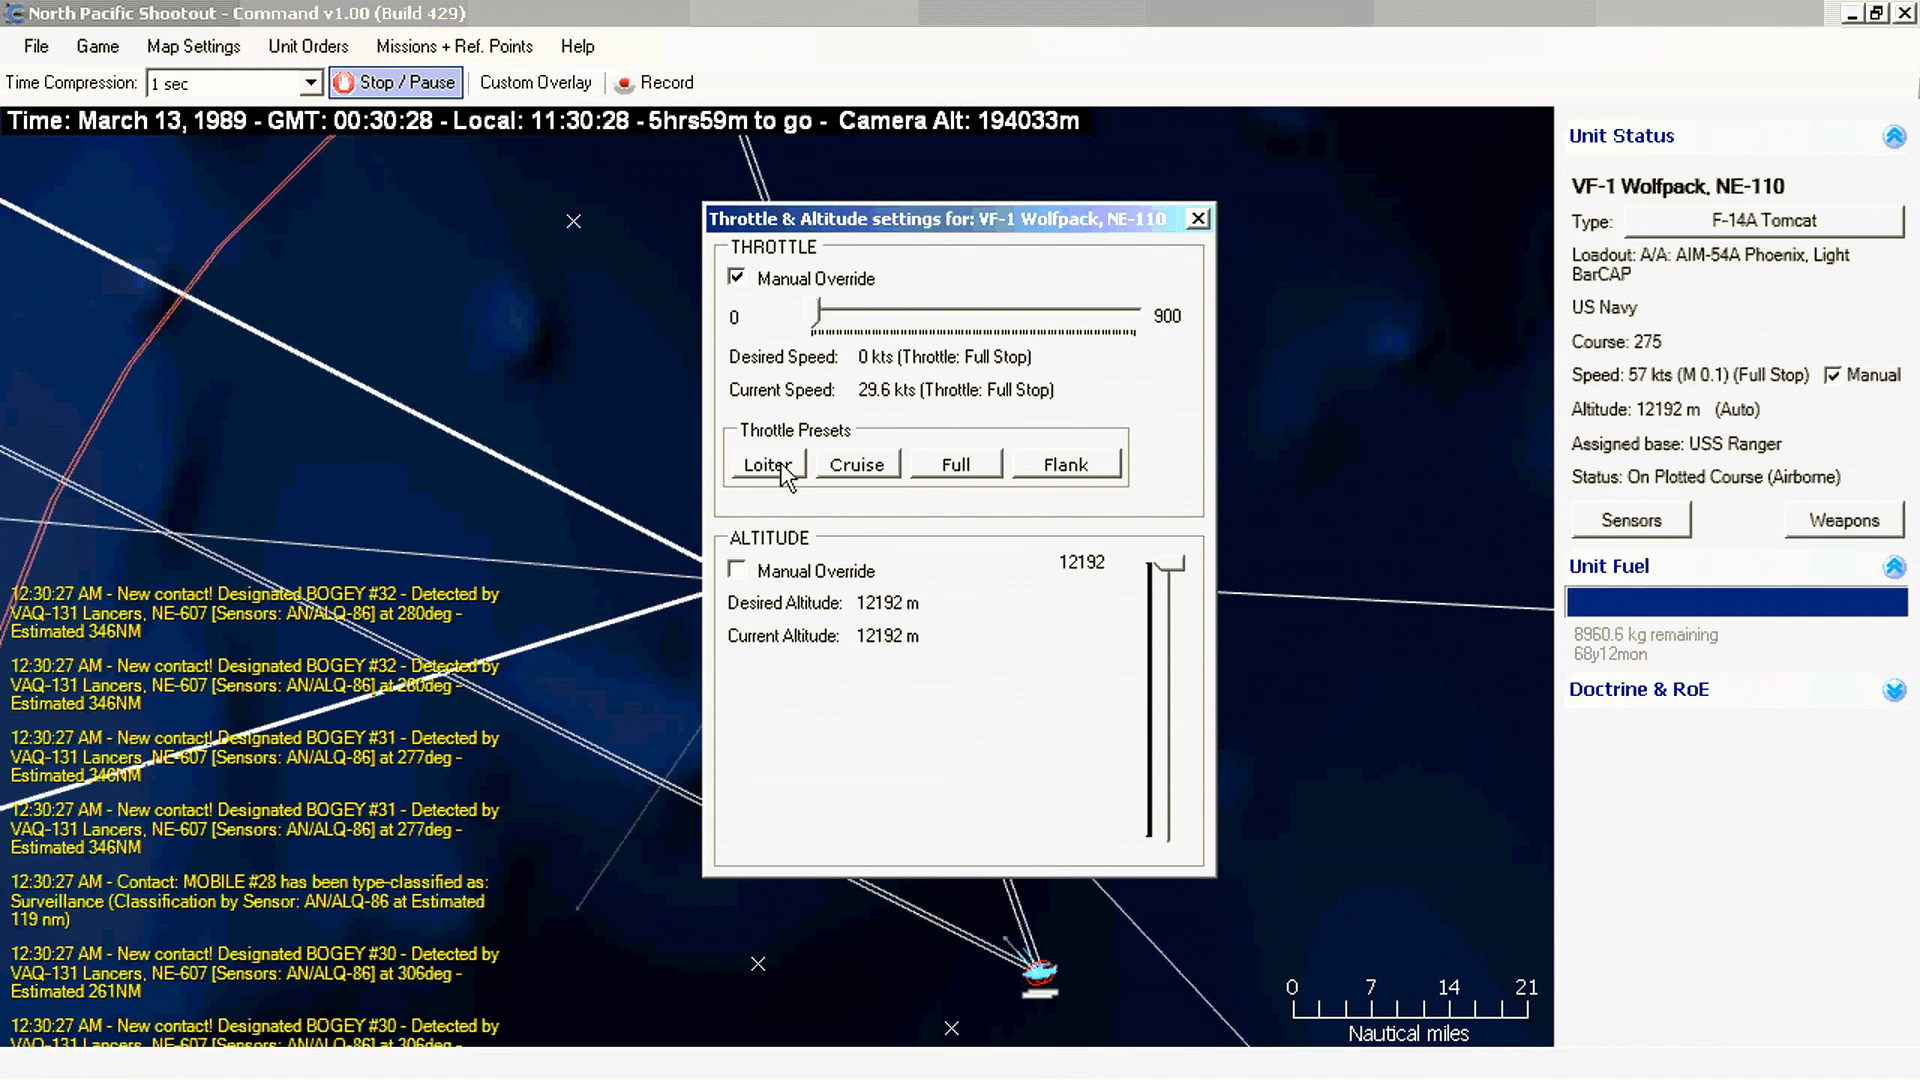 North Pacific Shootout - Command v1.00 (Build 429)
File Game Map Settings Unit Orders Missions + Ref. Points Help
Time Compression: 1 sec Stop / Pause Custom Overlay Record
Time: March 13, 1989 - GMT: 00:30:28 - Local: 11:30:28 - 5hrs59m to go - Camera Alt: 194033m
Throttle & Altitude settings for: VF-1 Wolfpack, NE-110
THROTTLE
Manual Override
0 900
Desired Speed: 0 kts (Throttle: Full Stop)
Current Speed: 29.6 kts (Throttle: Full Stop)
Throttle Presets
Loiter Cruise Full Flank
ALTITUDE
Manual Override 12192
Desired Altitude: 12192 m
Current Altitude: 12192 m
12:30:27 AM - New contact! Designated BOGEY #32 - Detected by
VAQ-131 Lancers, NE-607 [Sensors: AN/ALQ-86] at 280deg -
Estimated 346NM
12:30:27 AM - New contact! Designated BOGEY #32 - Detected by
VAQ-131 Lancers, NE-607 [Sensors: AN/ALQ-86] at 280deg -
Estimated 346NM
12:30:27 AM - New contact! Designated BOGEY #31 - Detected by
VAQ-131 Lancers, NE-607 [Sensors: AN/ALQ-86] at 277deg -
Estimated 346NM
12:30:27 AM - New contact! Designated BOGEY #31 - Detected by
VAQ-131 Lancers, NE-607 [Sensors: AN/ALQ-86] at 277deg -
Estimated 346NM
12:30:27 AM - Contact: MOBILE #28 has been type-classified as:
Surveillance (Classification by Sensor: AN/ALQ-86 at Estimated
119 nm)
12:30:27 AM - New contact! Designated BOGEY #30 - Detected by
VAQ-131 Lancers, NE-607 [Sensors: AN/ALQ-86] at 306deg -
Estimated 261NM
12:30:27 AM - New contact! Designated BOGEY #30 - Detected by
VAQ-131 Lancers, NE-607 [Sensors: AN/ALQ-86] at 306deg -
0 7 14 21
Nautical miles
Unit Status
VF-1 Wolfpack, NE-110
Type: F-14A Tomcat
Loadout: A/A: AIM-54A Phoenix, Light
BarCAP
US Navy
Course: 275
Speed: 57 kts (M 0.1) (Full Stop) Manual
Altitude: 12192 m (Auto)
Assigned base: USS Ranger
Status: On Plotted Course (Airborne)
Sensors Weapons
Unit Fuel
8960.6 kg remaining
68y12mon
Doctrine & RoE